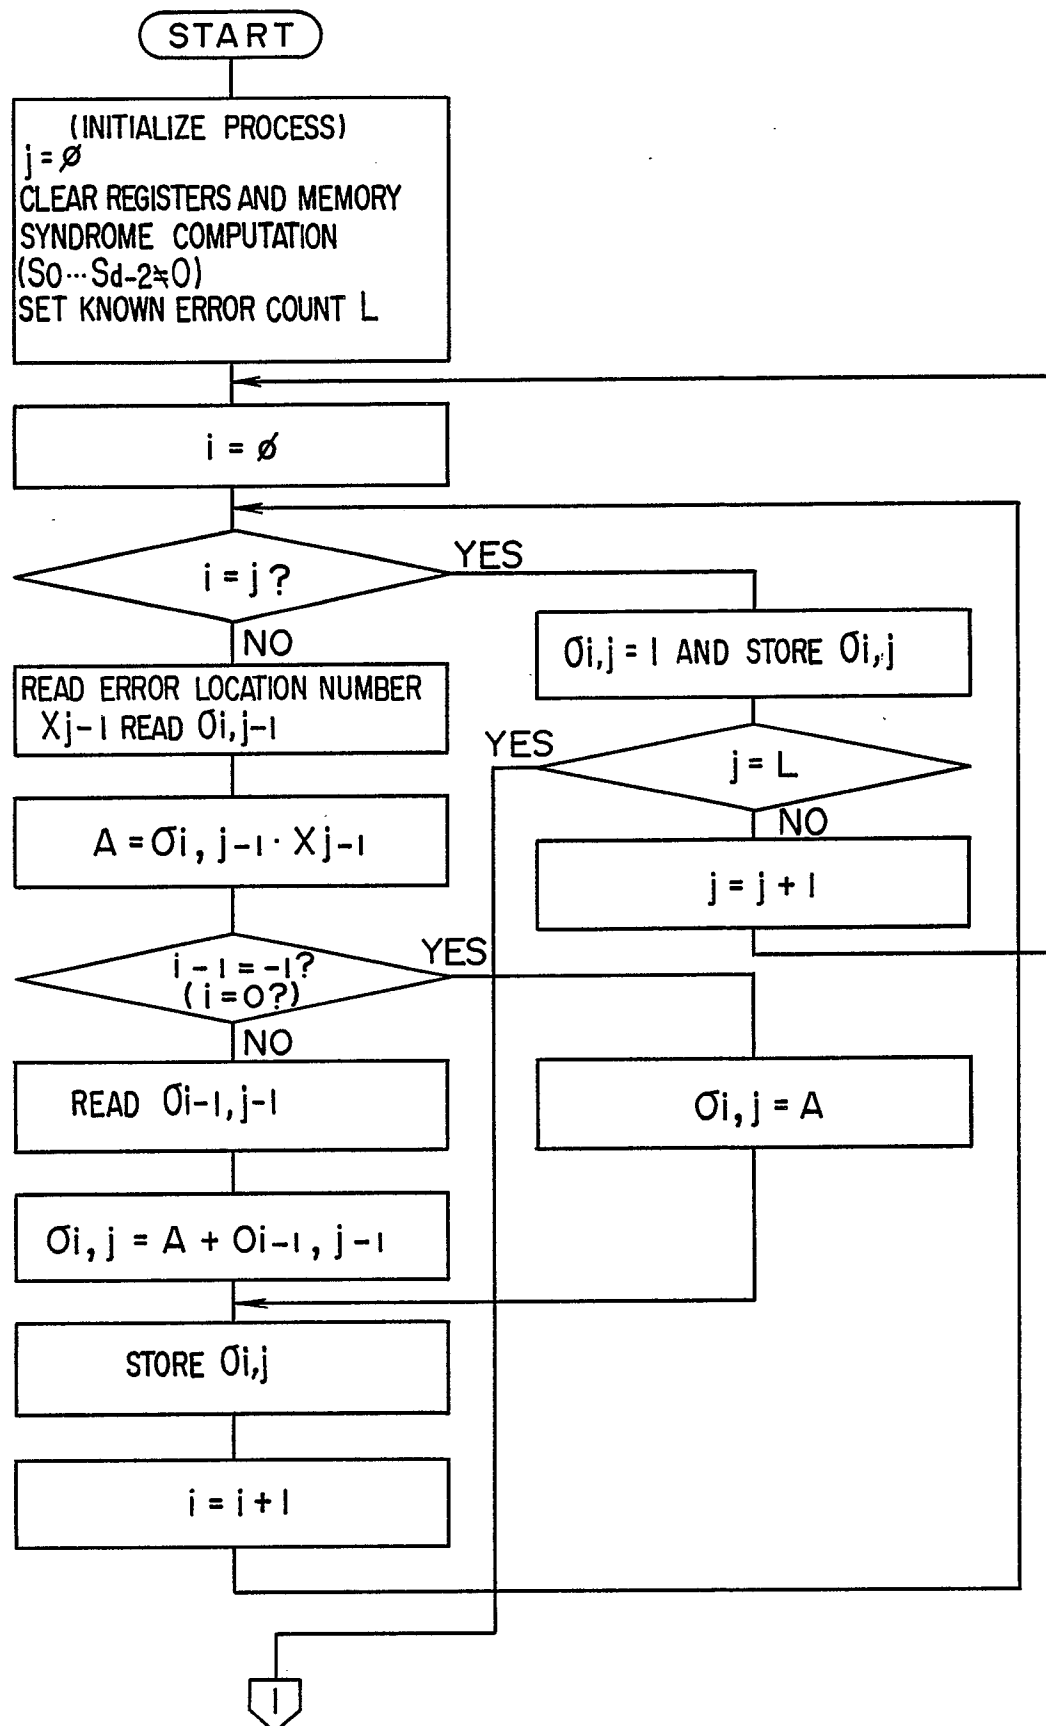 START
(INITIALIZE PROCESS)
j = ∅
CLEAR REGISTERS AND MEMORY
SYNDROME COMPUTATION
(S0···Sd-2≒0)
SET KNOWN ERROR COUNT L
i = ∅
i = j ?
YES
NO
σi,j = 1 AND STORE σi,j
READ ERROR LOCATION NUMBER
Xj-1 READ σi,j-1
YES
j = L
NO
A = σi, j-1 · Xj-1
j = j + 1
i - 1 = -1?
(i = 0?)
YES
NO
READ σi-1, j-1
σi, j = A
σi, j = A + Oi-1, j-1
STORE σi,j
i = i + 1
1